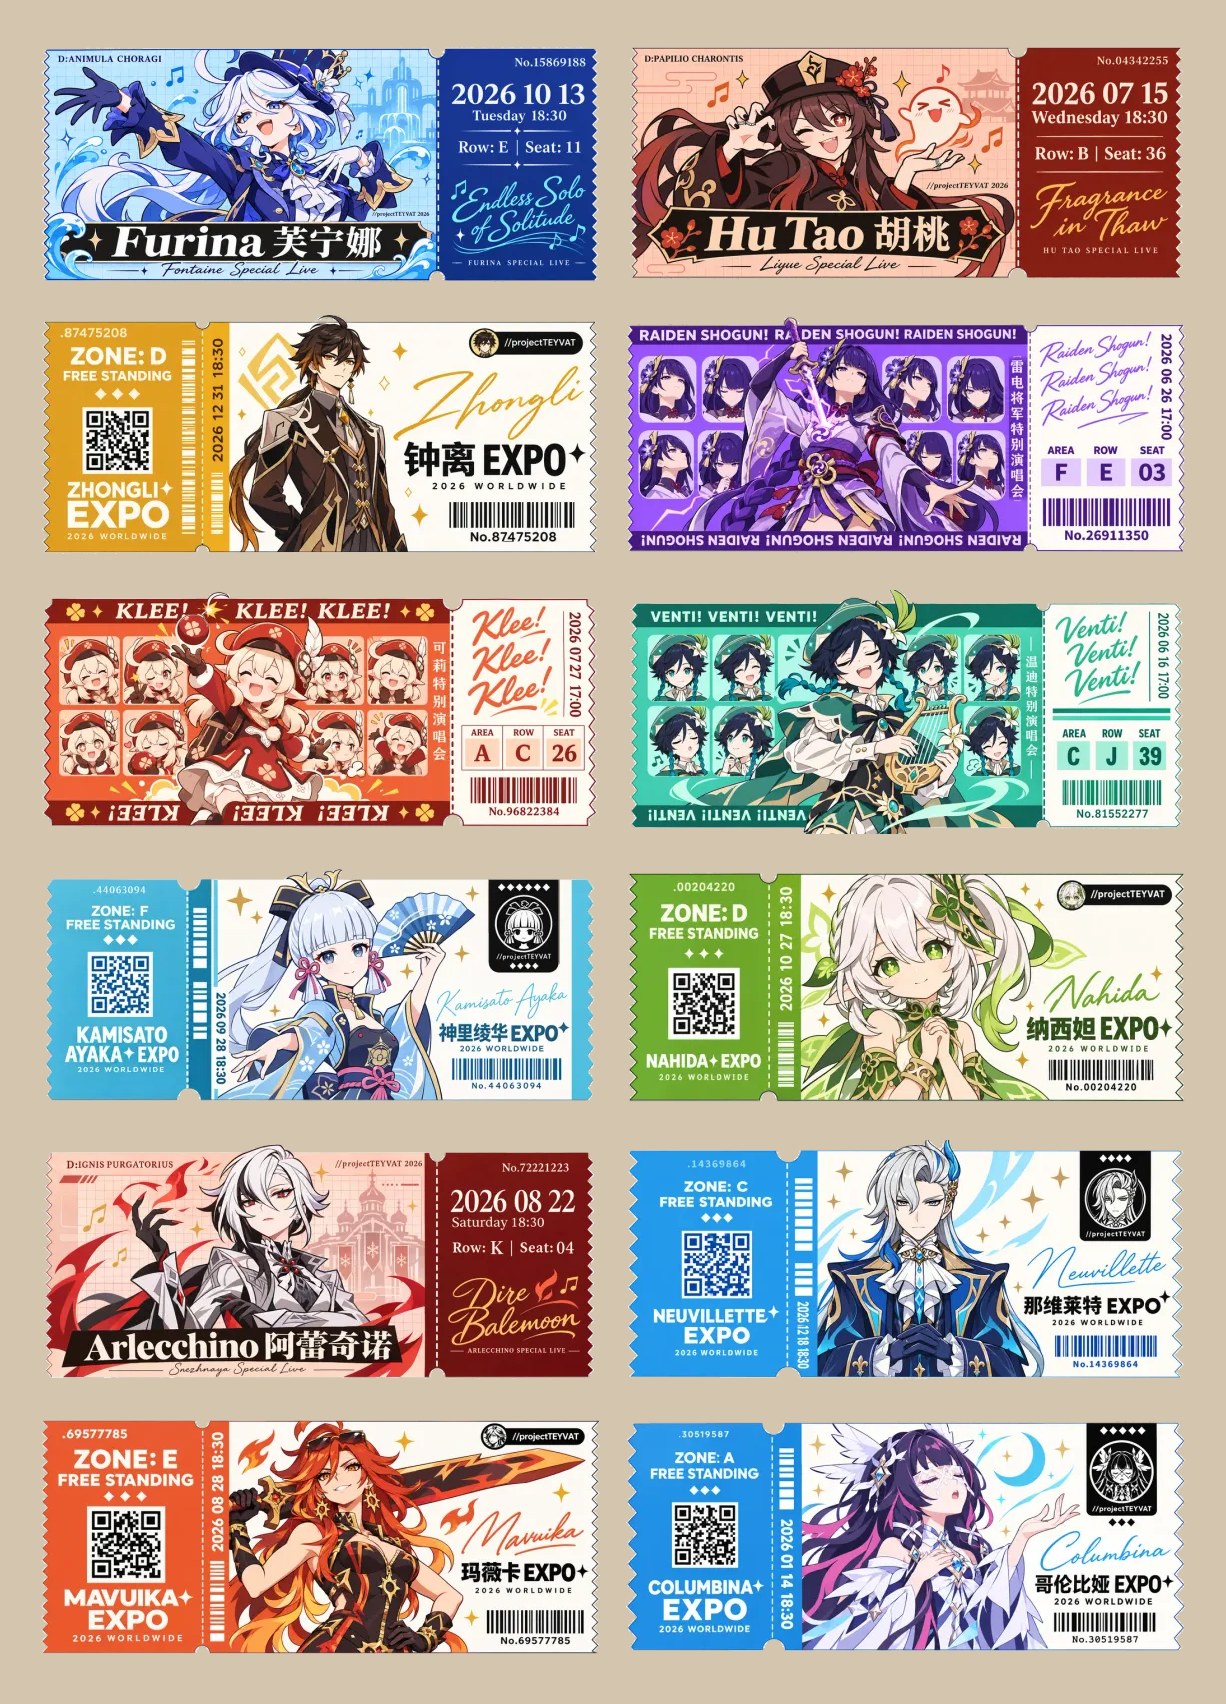 D:ANIMULA CHORAGI
Furina 芙宁娜
Fontaine Special Live
//projectTEYVAT 2026
No.15869188
2026 10 13
Tuesday 18:30
Row: E | Seat: 11
Endless Solo
of Solitude
FURINA SPECIAL LIVE
D:PAPILIO CHARONTIS
//projectTEYVAT 2026
Hu Tao 胡桃
Liyue Special Live
No.04342255
2026 07 15
Wednesday 18:30
Row: B | Seat: 36
Fragrance
in Thaw
HU TAO SPECIAL LIVE
.87475208
ZONE: D
FREE STANDING
ZHONGLI
EXPO
2026 WORLDWIDE
2026 12 31 18:30
//projectTEYVAT
Zhongli
钟离 EXPO
2026 WORLDWIDE
No.87475208
RAIDEN SHOGUN! RAIDEN SHOGUN! RAIDEN SHOGUN!
雷电将军特别演唱会
RAIDEN SHOGUN! RAIDEN SHOGUN! RAIDEN SHOGUN!
Raiden Shogun!
Raiden Shogun!
Raiden Shogun!
2026 06 26 17:00
AREA ROW SEAT
F E 03
No.26911350
KLEE! KLEE! KLEE!
可莉特别演唱会
KLEE! KLEE! KLEE!
Klee!
Klee!
Klee!
2026 07 27 17:00
AREA ROW SEAT
A C 26
No.96822384
VENTI! VENTI! VENTI!
温迪特别演唱会
VENTI! VENTI! VENTI!
Venti!
Venti!
Venti!
2026 06 16 17:00
AREA ROW SEAT
C J 39
No.81552277
.44063094
ZONE: F
FREE STANDING
KAMISATO
AYAKA EXPO
2026 WORLDWIDE
2026 09 28 18:30
//projectTEYVAT
Kamisato Ayaka
神里绫华 EXPO
2026 WORLDWIDE
No.44063094
.00204220
ZONE: D
FREE STANDING
NAHIDA EXPO
2026 WORLDWIDE
2026 10 27 18:30
//projectTEYVAT
Nahida
纳西妲 EXPO
2026 WORLDWIDE
No.00204220
D:IGNIS PURGATORIUS
//projectTEYVAT 2026
Arlecchino 阿蕾奇诺
Snezhnaya Special Live
No.72221223
2026 08 22
Saturday 18:30
Row: K | Seat: 04
Dire
Balemoon
ARLECCHINO SPECIAL LIVE
.14369864
ZONE: C
FREE STANDING
NEUVILLETTE
EXPO
2026 WORLDWIDE
2026 12 18 18:30
//projectTEYVAT
Neuvillette
那维莱特 EXPO
2026 WORLDWIDE
No.14369864
.69577785
ZONE: E
FREE STANDING
MAVUIKA
EXPO
2026 WORLDWIDE
2026 08 28 18:30
//projectTEYVAT
Mavuika
玛薇卡 EXPO
2026 WORLDWIDE
No.69577785
.30519587
ZONE: A
FREE STANDING
COLUMBINA
EXPO
2026 WORLDWIDE
2026 01 14 18:30
//projectTEYVAT
Columbina
哥伦比娅 EXPO
2026 WORLDWIDE
No.30519587